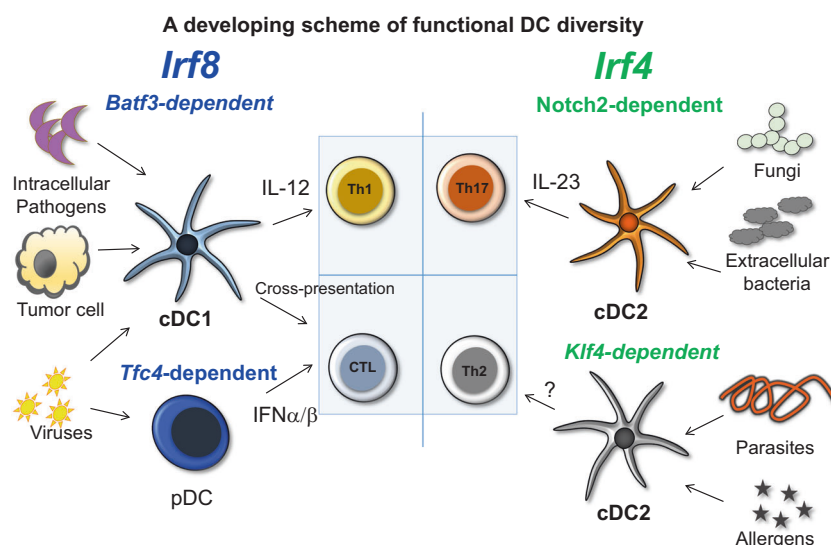 A developing scheme of functional DC diversity
Irf8
Batf3-dependent
Irf4
Notch2-dependent
Intracellular
Pathogens
Tumor cell
Viruses
cDC1
IL-12
Cross-presentation
Tfc4-dependent
IFNα/β
pDC
Th1
Th17
CTL
Th2
IL-23
cDC2
Fungi
Extracellular
bacteria
Klf4-dependent
?
cDC2
Parasites
Allergens